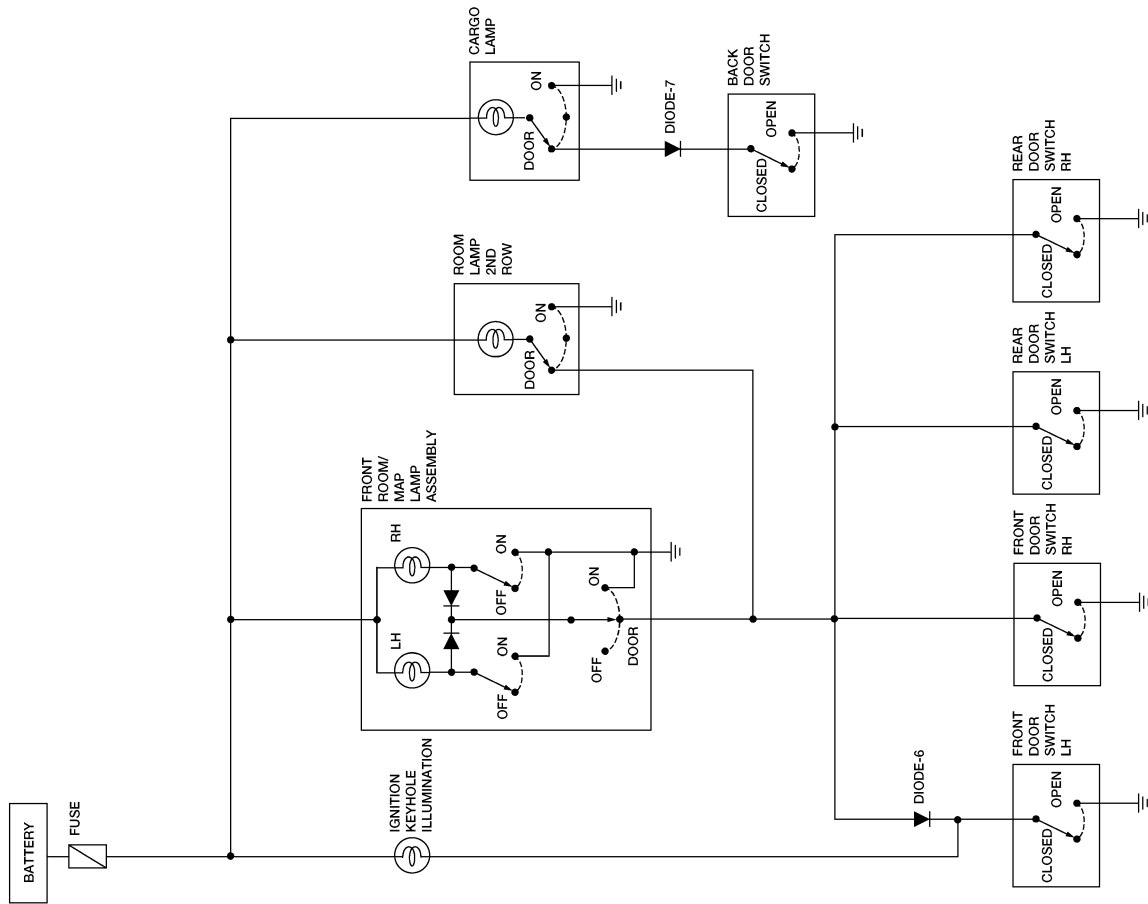 BATTERY
FUSE
IGNITION
KEYHOLE
ILLUMINATION
FRONT
ROOM/
MAP
LAMP
ASSEMBLY
LH
RH
OFF
ON
OFF
ON
OFF
DOOR
ON
ROOM
LAMP
2ND
ROW
DOOR
ON
CARGO
LAMP
DOOR
ON
DIODE-7
BACK
DOOR
SWITCH
CLOSED
OPEN
DIODE-6
FRONT
DOOR
SWITCH
LH
CLOSED
OPEN
FRONT
DOOR
SWITCH
RH
CLOSED
OPEN
REAR
DOOR
SWITCH
LH
CLOSED
OPEN
REAR
DOOR
SWITCH
RH
CLOSED
OPEN